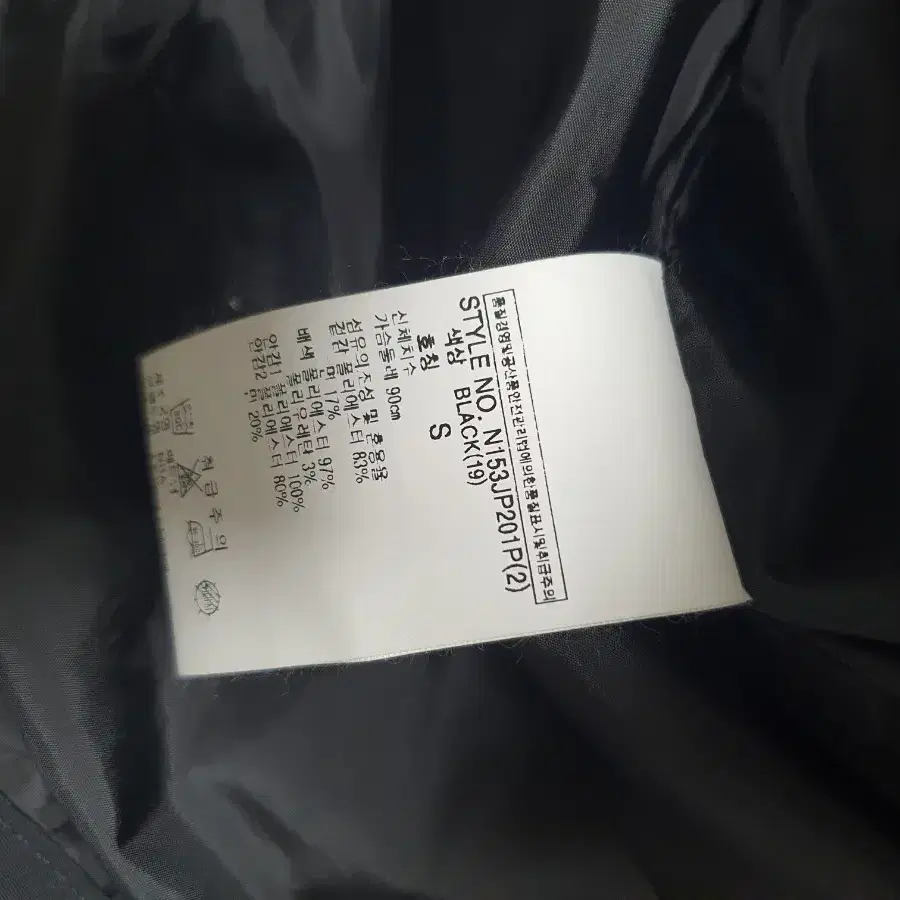 품질경영및공산품안전관리법에의한품질표시및취급주의
STYLE NO. N153JP201P(2)
색상 BLACK(19)
호칭 S
신체치수
가슴둘레 90cm
섬유의조성 및 혼용율
겉감 폴리에스터 83%
면 17%
배색 폴리에스터 97%
폴리우레탄 3%
안감1 폴리에스터 100%
안감2 폴리에스터 80%
면 20%
취급주의